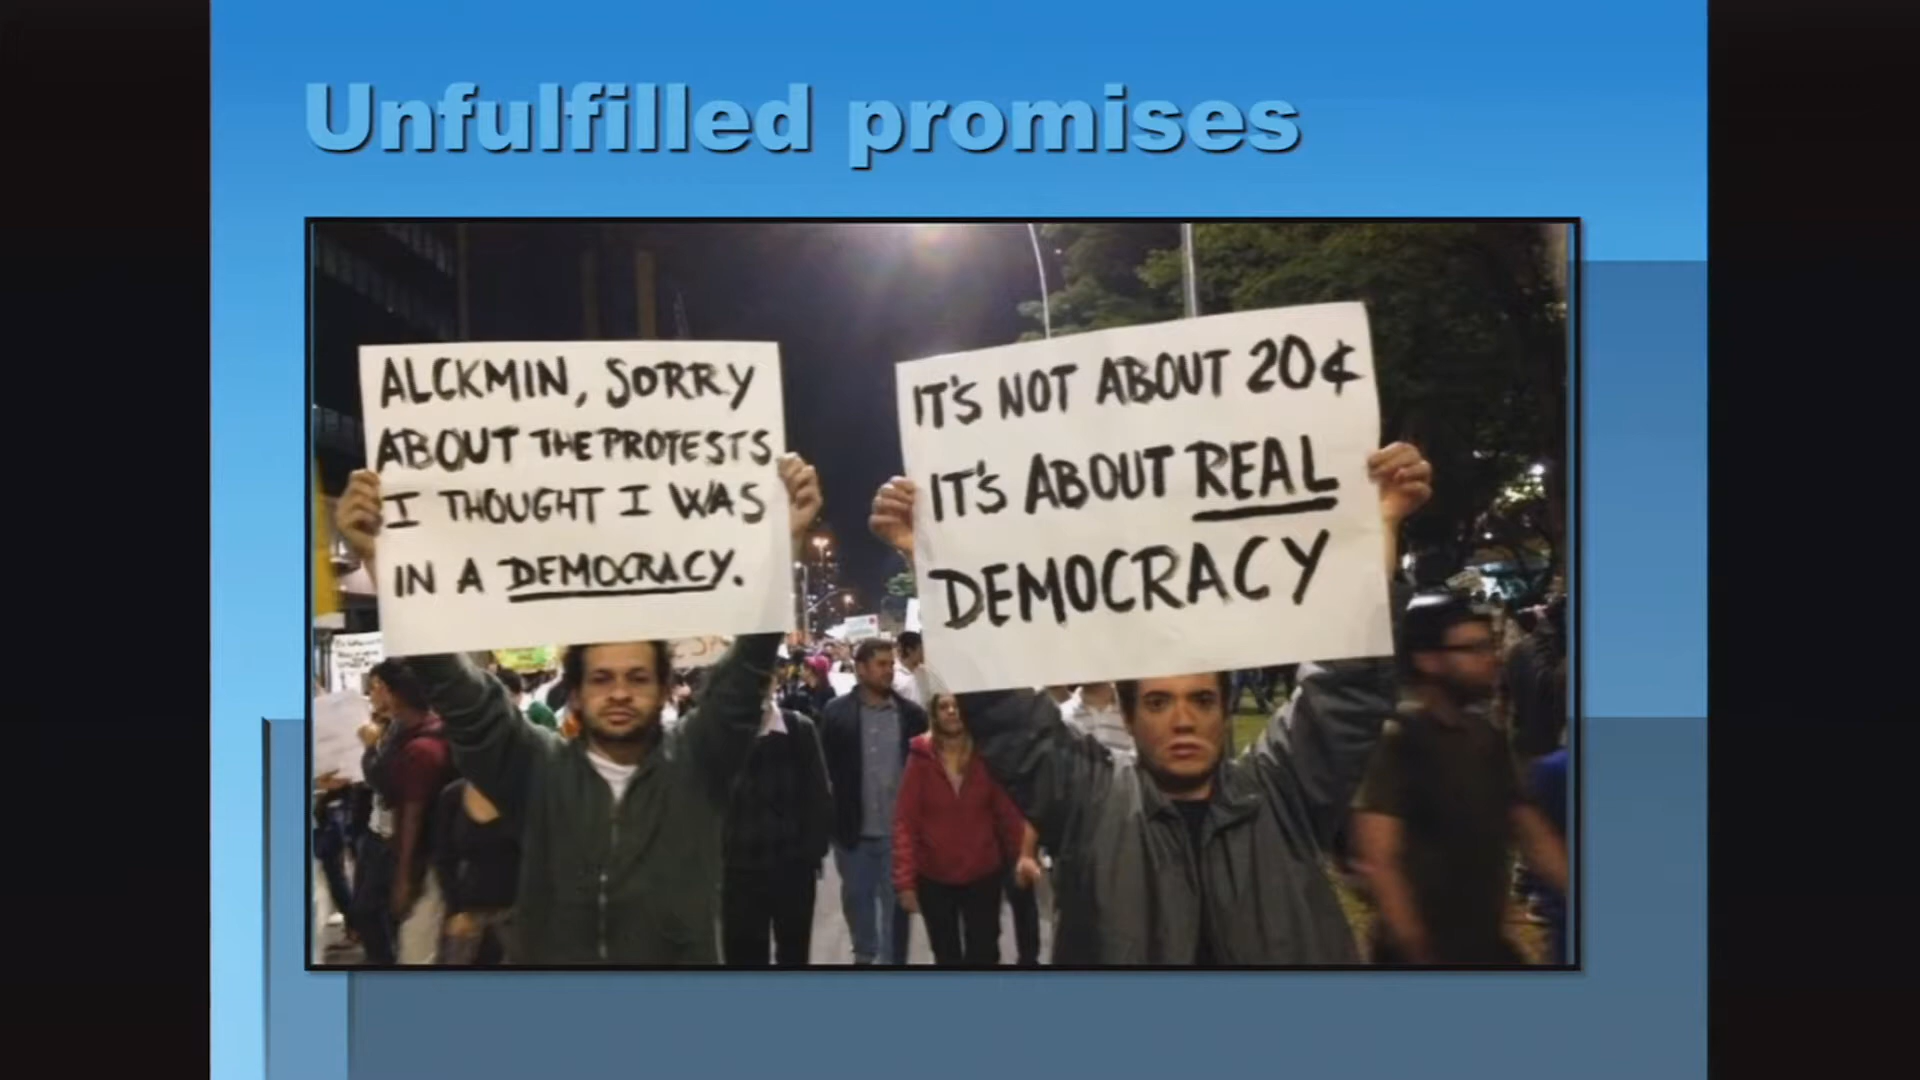 Unfulfilled promises
ALCKMIN, SORRY
ABOUT THE PROTESTS
I THOUGHT I WAS
IN A DEMOCRACY.
IT'S NOT ABOUT 20¢
IT'S ABOUT REAL
DEMOCRACY